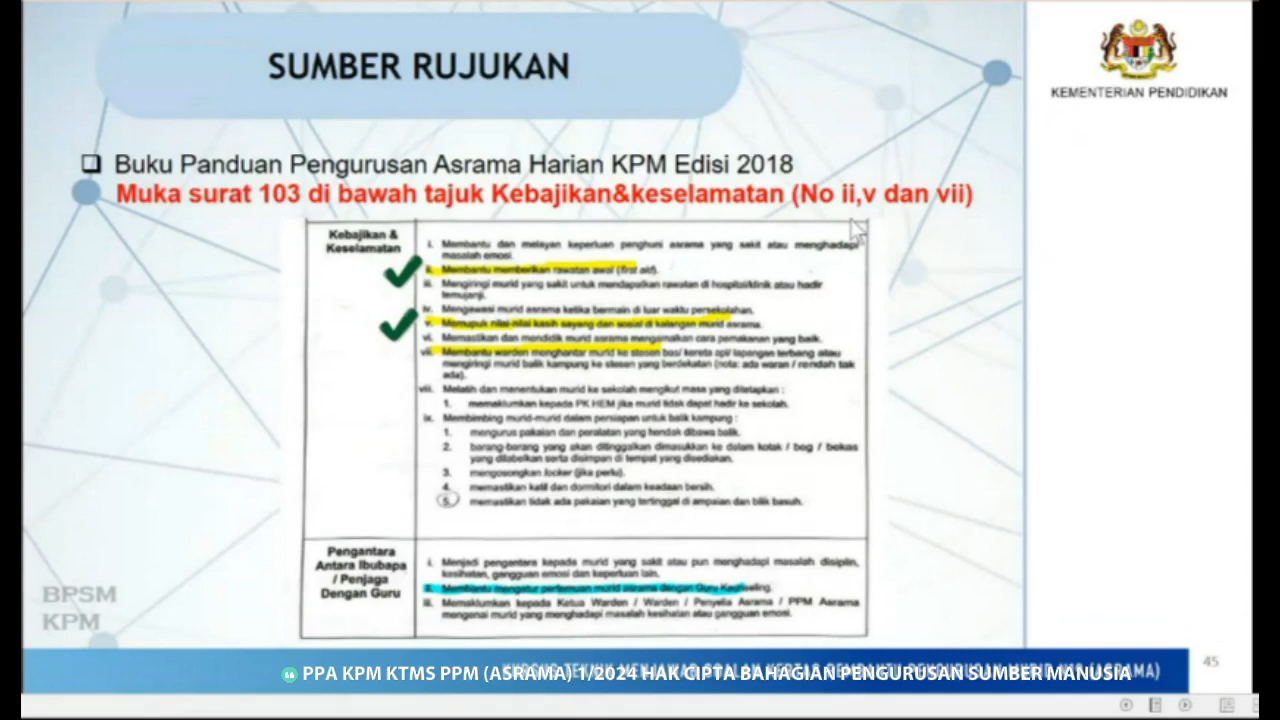 SUMBER RUJUKAN
KEMENTERIAN PENDIDIKAN
❑ Buku Panduan Pengurusan Asrama Harian KPM Edisi 2018
Muka surat 103 di bawah tajuk Kebajikan&keselamatan (No ii,v dan vii)
Kebajikan &
Keselamatan
i. Membantu dan melayan keperluan penghuni asrama yang sakit atau menghadapi
masalah emosi.
ii. Membantu memberikan rawatan awal (first aid).
iii. Mengiringi murid yang sakit untuk mendapatkan rawatan di hospital/klinik atau hadir
temujanji.
iv. Mengawasi murid asrama ketika bermain di luar waktu persekolahan.
v. Memupuk nilai-nilai kasih sayang dan sosial di kalangan murid asrama.
vi. Memastikan dan mendidik murid asrama mengamalkan cara pemakanan yang baik.
vii. Membantu warden menghantar murid ke stesen bas/ kereta api/ lapangan terbang atau
mengiringi murid balik kampung ke stesen yang berdekatan (nota: ada waran / rendah tak
ada).
viii. Melatih dan menentukan murid ke sekolah mengikut masa yang ditetapkan :
1. memaklumkan kepada PK HEM jika murid tidak dapat hadir ke sekolah.
ix. Membimbing murid-murid dalam persiapan untuk balik kampung :
1. mengurus pakaian dan peralatan yang hendak dibawa balik.
2. barang-barang yang akan ditinggalkan dimasukkan ke dalam kotak / beg / bekas
yang dilabelkan serta disimpan di tempat yang disediakan.
3. mengosongkan locker (jika perlu).
4. memastikan katil dan dormitori dalam keadaan bersih.
5. memastikan tidak ada pakaian yang tertinggal di ampaian dan bilik basuh.
Pengantara
Antara Ibubapa
/ Penjaga
Dengan Guru
i. Menjadi pengantara kepada murid yang sakit atau pun menghadapi masalah disiplin,
kesihatan, gangguan emosi dan keperluan lain.
ii. Membantu mengatur pertemuan murid asrama dengan Guru Kaunseling.
iii. Memaklumkan kepada Ketua Warden / Warden / Penyelia Asrama / PPM Asrama
mengenai murid yang menghadapi masalah kesihatan atau gangguan emosi.
BPSM
KPM
PPA KPM KTMS PPM (ASRAMA) 1/2024 HAK CIPTA BAHAGIAN PENGURUSAN SUMBER MANUSIA
45